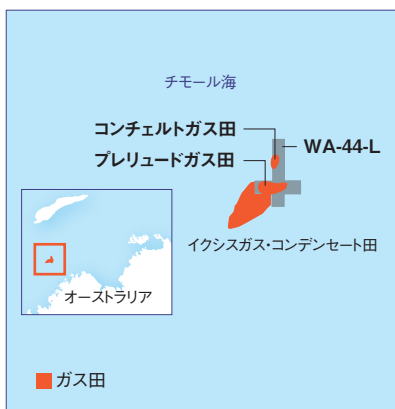 チモール海
コンチェルトガス田
WA-44-L
プレリュードガス田
イクシスガス・コンデンセート田
オーストラリア
ガス田